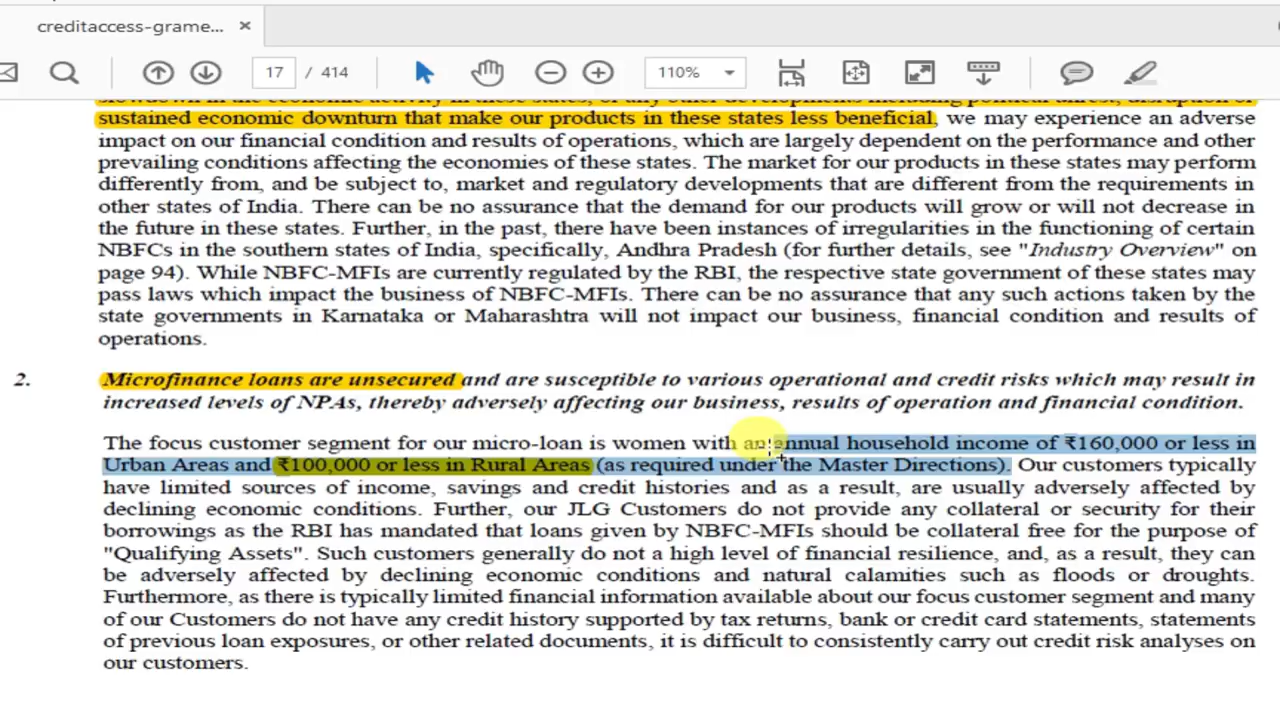 creditaccess-grame... ×
17 / 414 110%
slowdown in the economic activity in these states, or any other developments including political unrest, disruption or
sustained economic downturn that make our products in these states less beneficial, we may experience an adverse
impact on our financial condition and results of operations, which are largely dependent on the performance and other
prevailing conditions affecting the economies of these states. The market for our products in these states may perform
differently from, and be subject to, market and regulatory developments that are different from the requirements in
other states of India. There can be no assurance that the demand for our products will grow or will not decrease in
the future in these states. Further, in the past, there have been instances of irregularities in the functioning of certain
NBFCs in the southern states of India, specifically, Andhra Pradesh (for further details, see "Industry Overview" on
page 94). While NBFC-MFIs are currently regulated by the RBI, the respective state government of these states may
pass laws which impact the business of NBFC-MFIs. There can be no assurance that any such actions taken by the
state governments in Karnataka or Maharashtra will not impact our business, financial condition and results of
operations.
2. Microfinance loans are unsecured and are susceptible to various operational and credit risks which may result in
increased levels of NPAs, thereby adversely affecting our business, results of operation and financial condition.
The focus customer segment for our micro-loan is women with an annual household income of ₹160,000 or less in
Urban Areas and ₹100,000 or less in Rural Areas (as required under the Master Directions). Our customers typically
have limited sources of income, savings and credit histories and as a result, are usually adversely affected by
declining economic conditions. Further, our JLG Customers do not provide any collateral or security for their
borrowings as the RBI has mandated that loans given by NBFC-MFIs should be collateral free for the purpose of
"Qualifying Assets". Such customers generally do not a high level of financial resilience, and, as a result, they can
be adversely affected by declining economic conditions and natural calamities such as floods or droughts.
Furthermore, as there is typically limited financial information available about our focus customer segment and many
of our Customers do not have any credit history supported by tax returns, bank or credit card statements, statements
of previous loan exposures, or other related documents, it is difficult to consistently carry out credit risk analyses on
our customers.